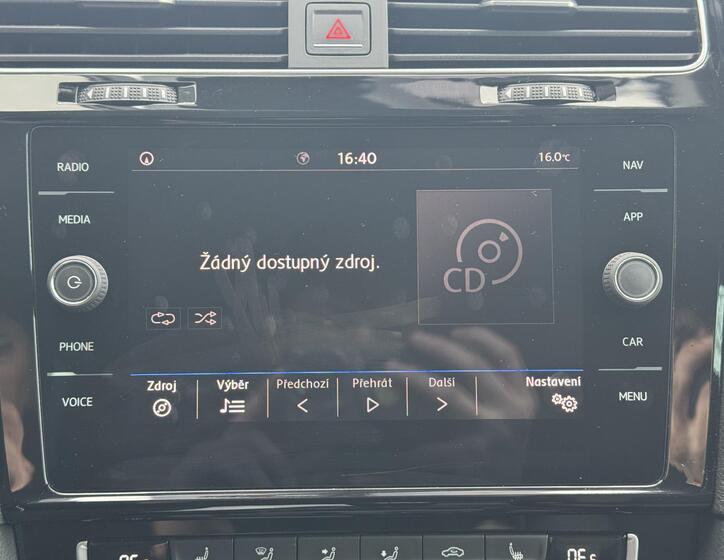 RADIO
MEDIA
PHONE
VOICE
16:40
16.0°C
Žádný dostupný zdroj.
CD
Zdroj
Výběr
Předchozí
Přehrát
Další
Nastavení
NAV
APP
CAR
MENU